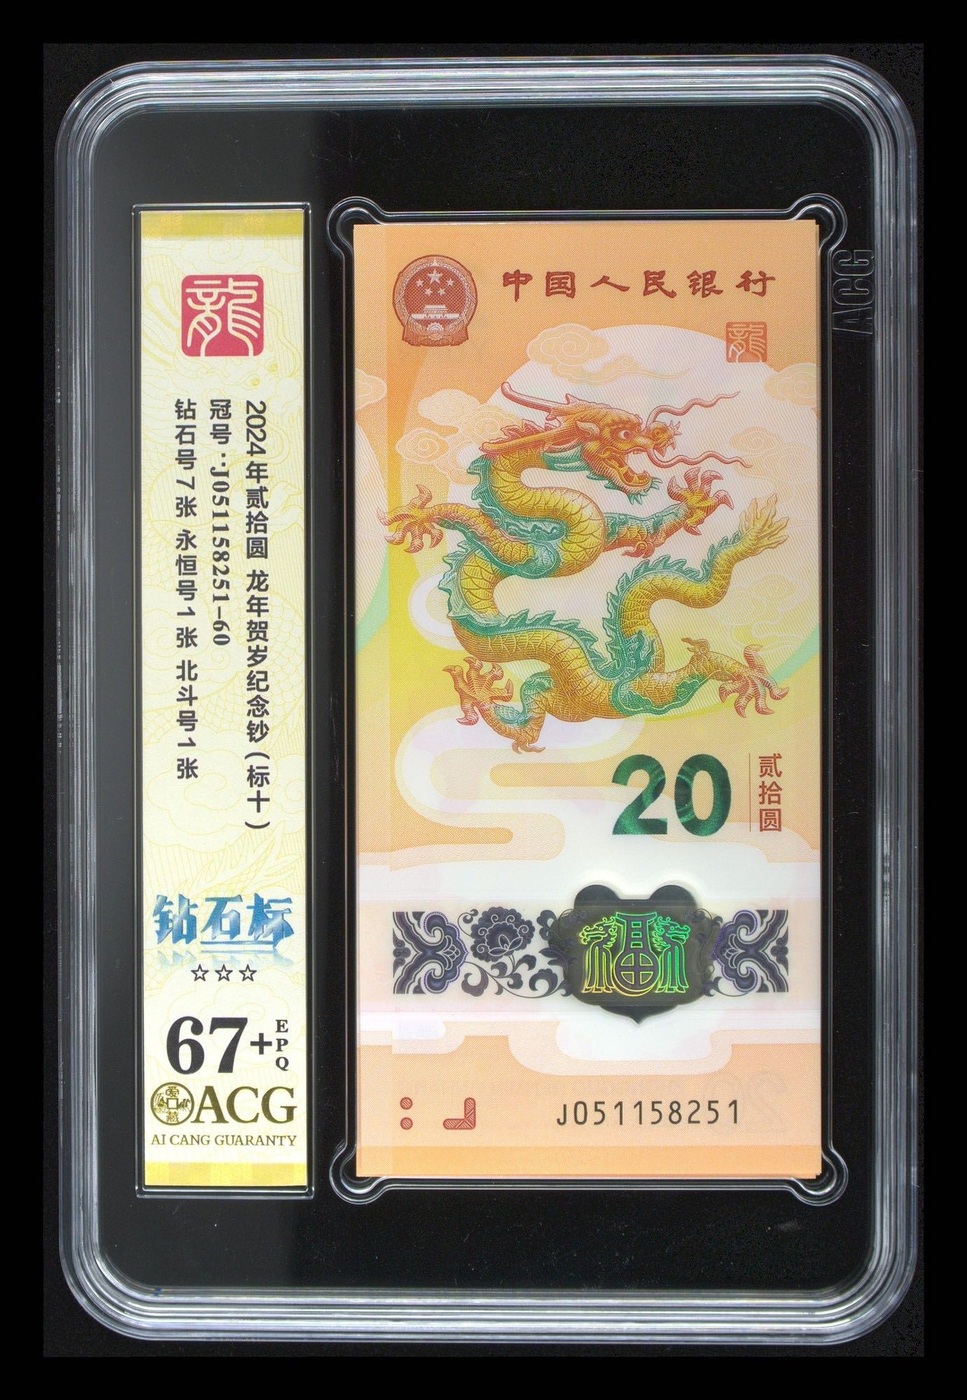 龍
2024年贰拾圆 龙年贺岁纪念钞（标十）
冠号：J051158251-60
钻石号7张 永恒号1张 北斗号1张
钻石标
☆☆☆
67+EPQ
ACG
AI CANG GUARANTY
中国人民银行
龍
20 贰拾圆
J051158251
ACG